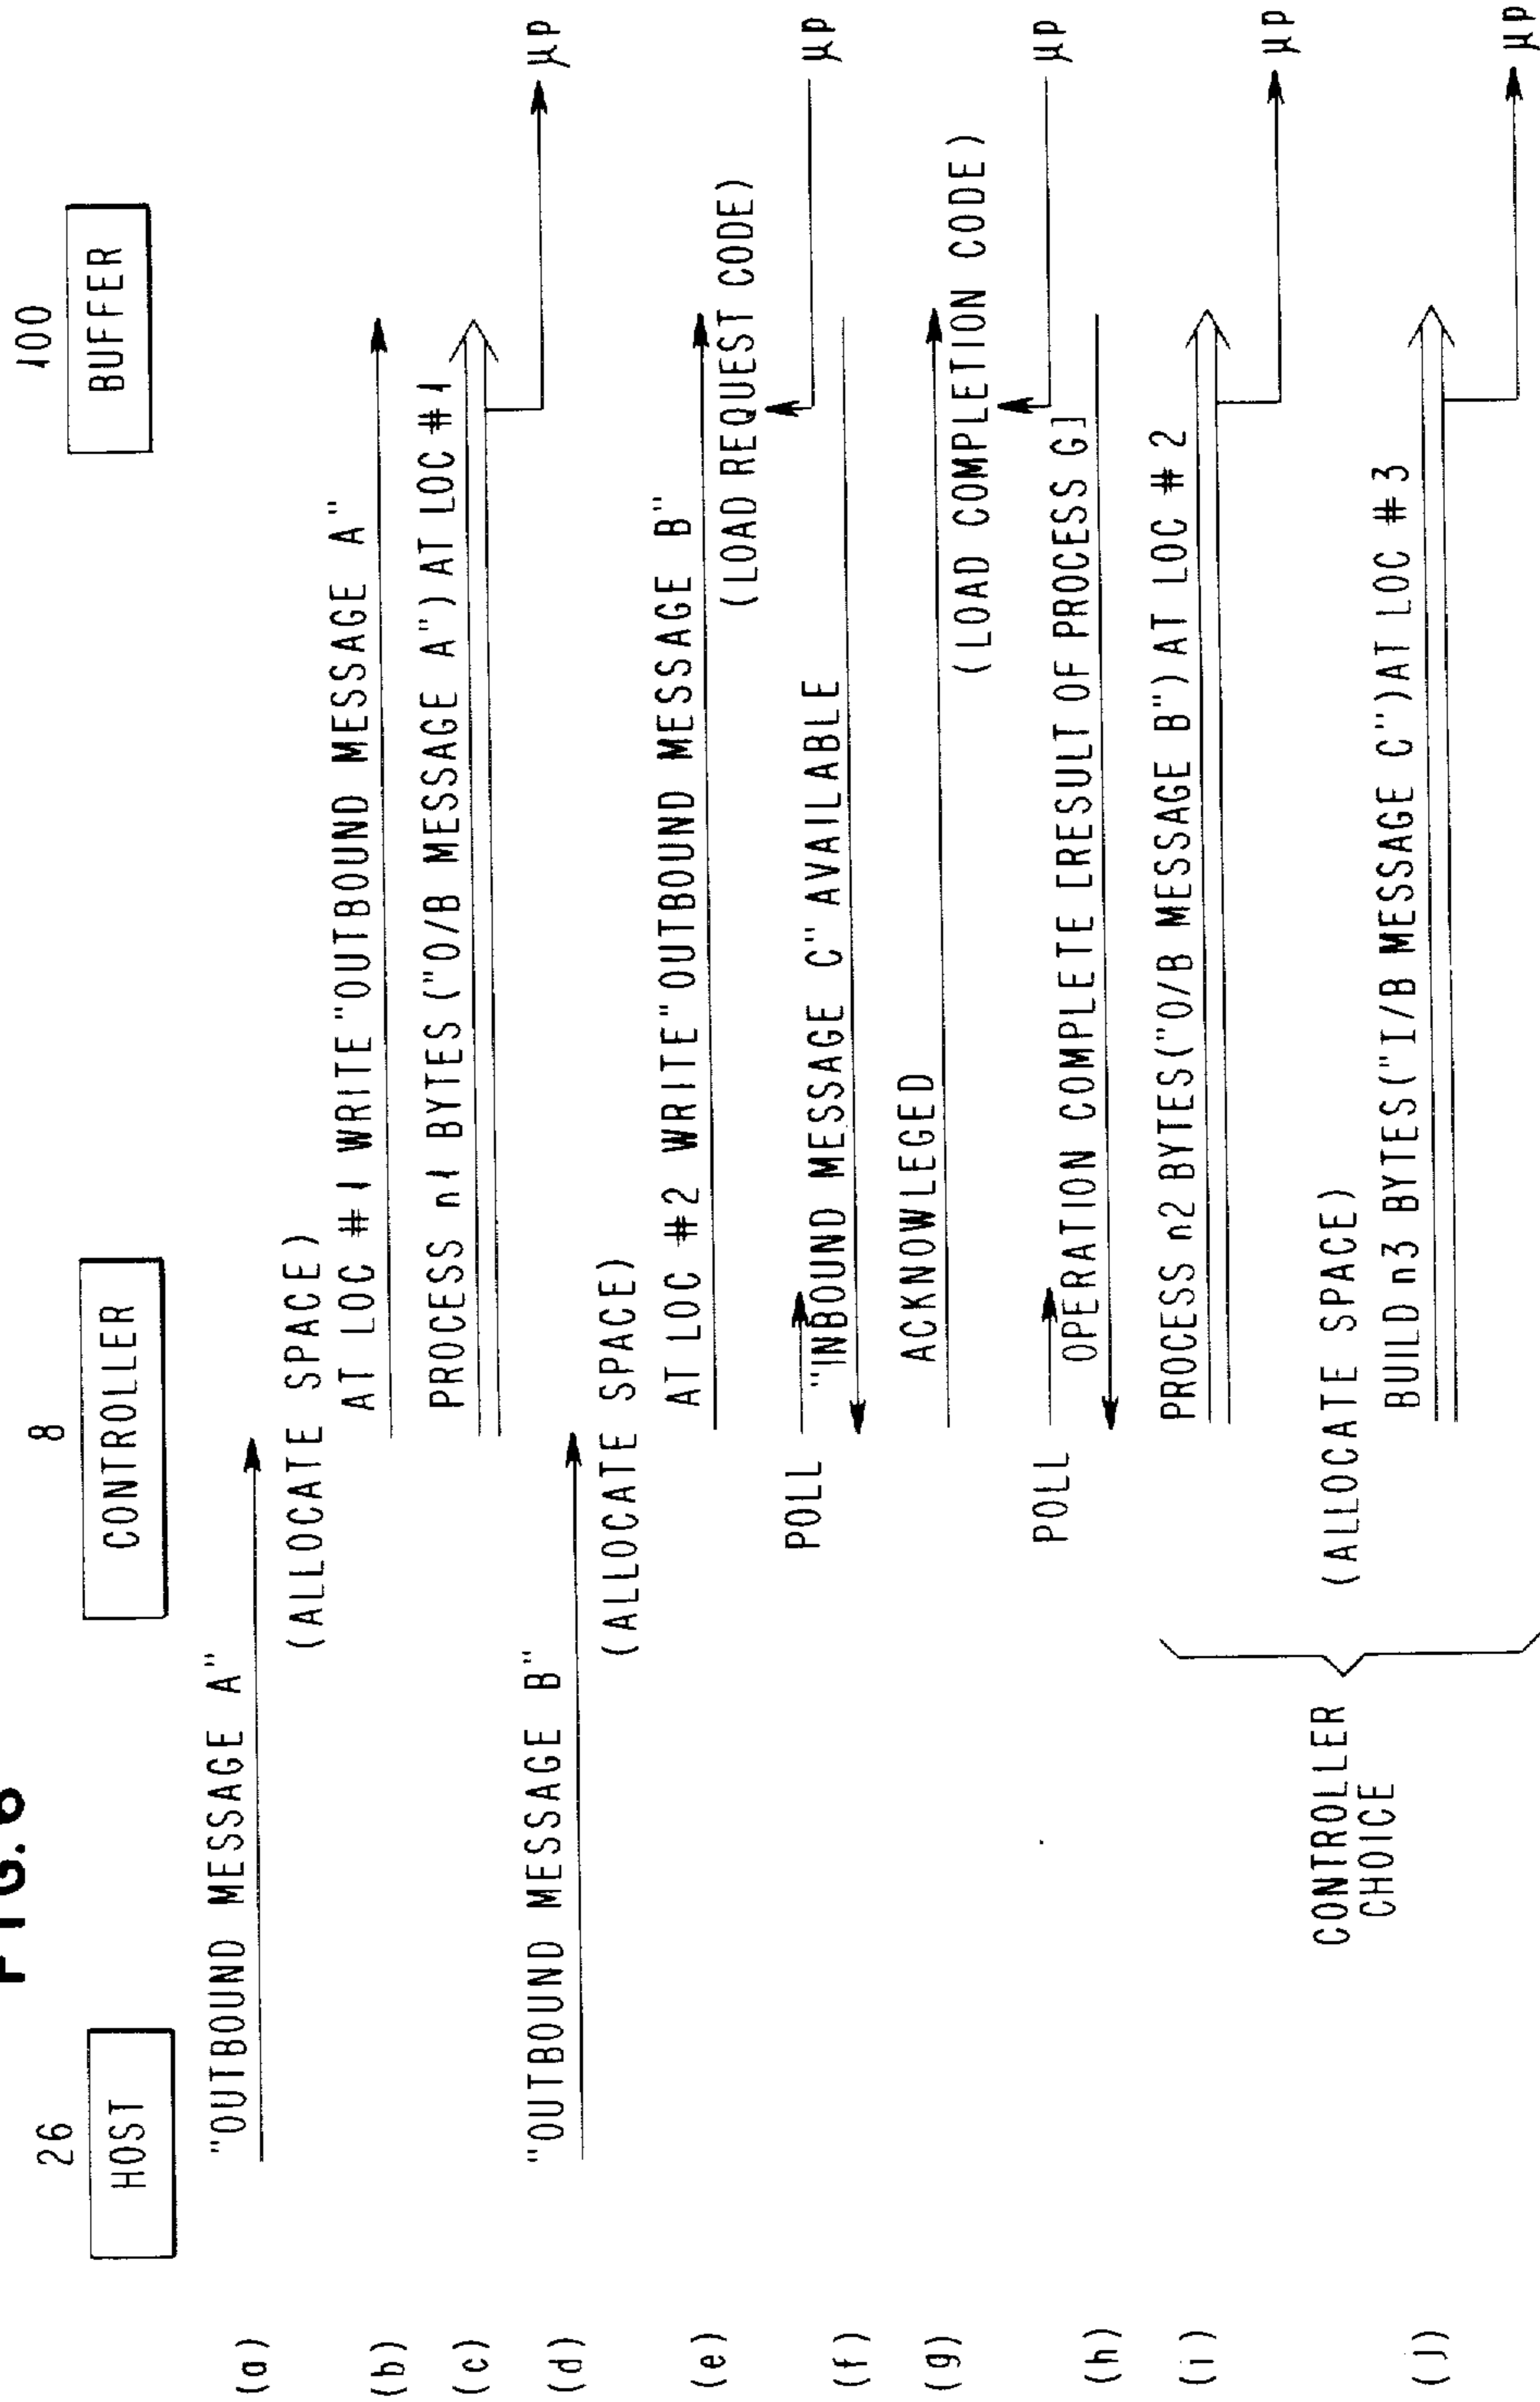 FIG. 6
26
HOST
8
CONTROLLER
100
BUFFER
(a)
"OUTBOUND MESSAGE A"
(ALLOCATE SPACE)
(b)
AT LOC #1 WRITE "OUTBOUND MESSAGE A"
(c)
PROCESS n1 BYTES ("O/B MESSAGE A") AT LOC #1
μp
(d)
"OUTBOUND MESSAGE B"
(ALLOCATE SPACE)
(e)
AT LOC #2 WRITE "OUTBOUND MESSAGE B"
(LOAD REQUEST CODE)
POLL
μp
(f)
"INBOUND MESSAGE C" AVAILABLE
(g)
ACKNOWLEGED
(LOAD COMPLETION CODE)
POLL
μp
(h)
OPERATION COMPLETE [RESULT OF PROCESS G]
(i)
PROCESS n2 BYTES ("O/B MESSAGE B") AT LOC #2
μp
CONTROLLER
CHOICE
(ALLOCATE SPACE)
(j)
BUILD n3 BYTES ("I/B MESSAGE C") AT LOC #3
μp